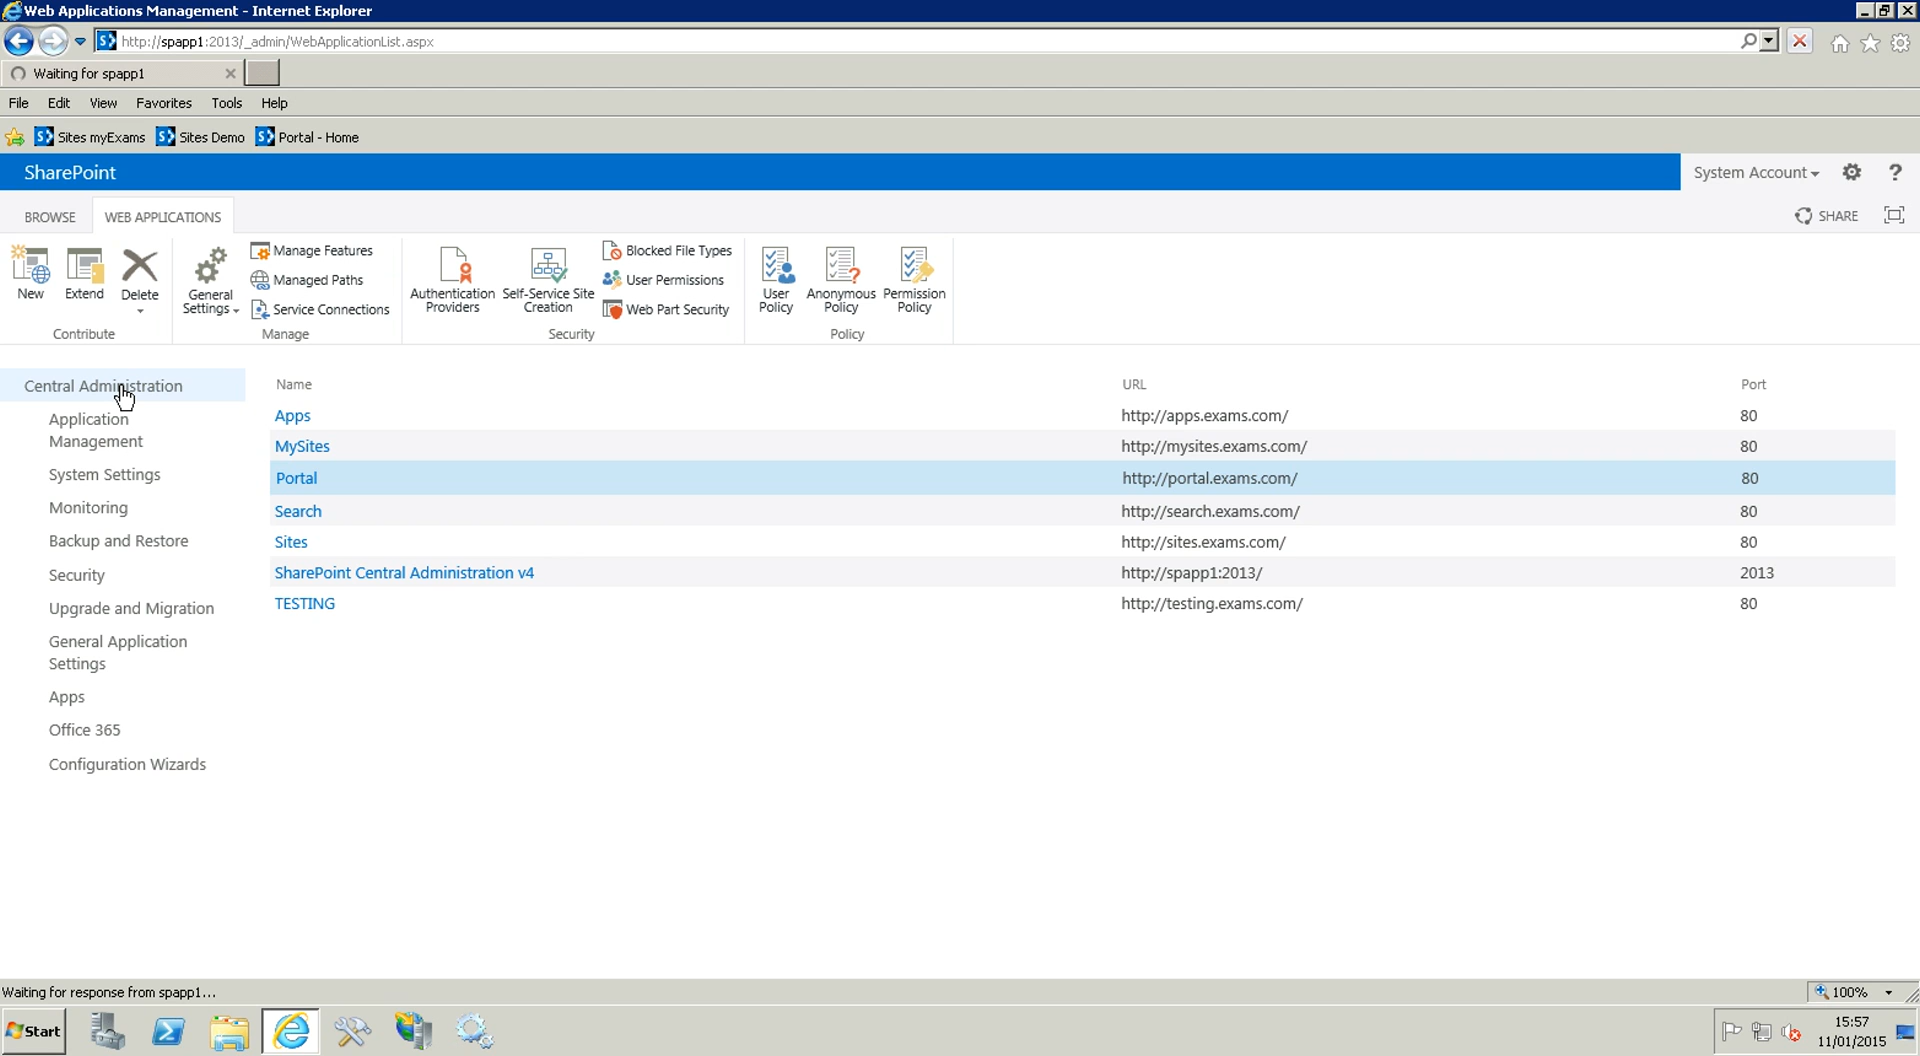 Web Applications Management - Internet Explorer
http://spapp1:2013/_admin/WebApplicationList.aspx
Waiting for spapp1
File Edit View Favorites Tools Help
Sites myExams Sites Demo Portal - Home
SharePoint
System Account
BROWSE WEB APPLICATIONS
SHARE
New
Extend
Delete
Contribute
General Settings
Manage Features
Managed Paths
Service Connections
Manage
Authentication Providers
Self-Service Site Creation
Blocked File Types
User Permissions
Web Part Security
Security
User Policy
Anonymous Policy
Permission Policy
Policy
Central Administration
Application
Management
System Settings
Monitoring
Backup and Restore
Security
Upgrade and Migration
General Application
Settings
Apps
Office 365
Configuration Wizards
Name URL Port
Apps http://apps.exams.com/ 80
MySites http://mysites.exams.com/ 80
Portal http://portal.exams.com/ 80
Search http://search.exams.com/ 80
Sites http://sites.exams.com/ 80
SharePoint Central Administration v4 http://spapp1:2013/ 2013
TESTING http://testing.exams.com/ 80
Waiting for response from spapp1...
100%
Start
15:57
11/01/2015